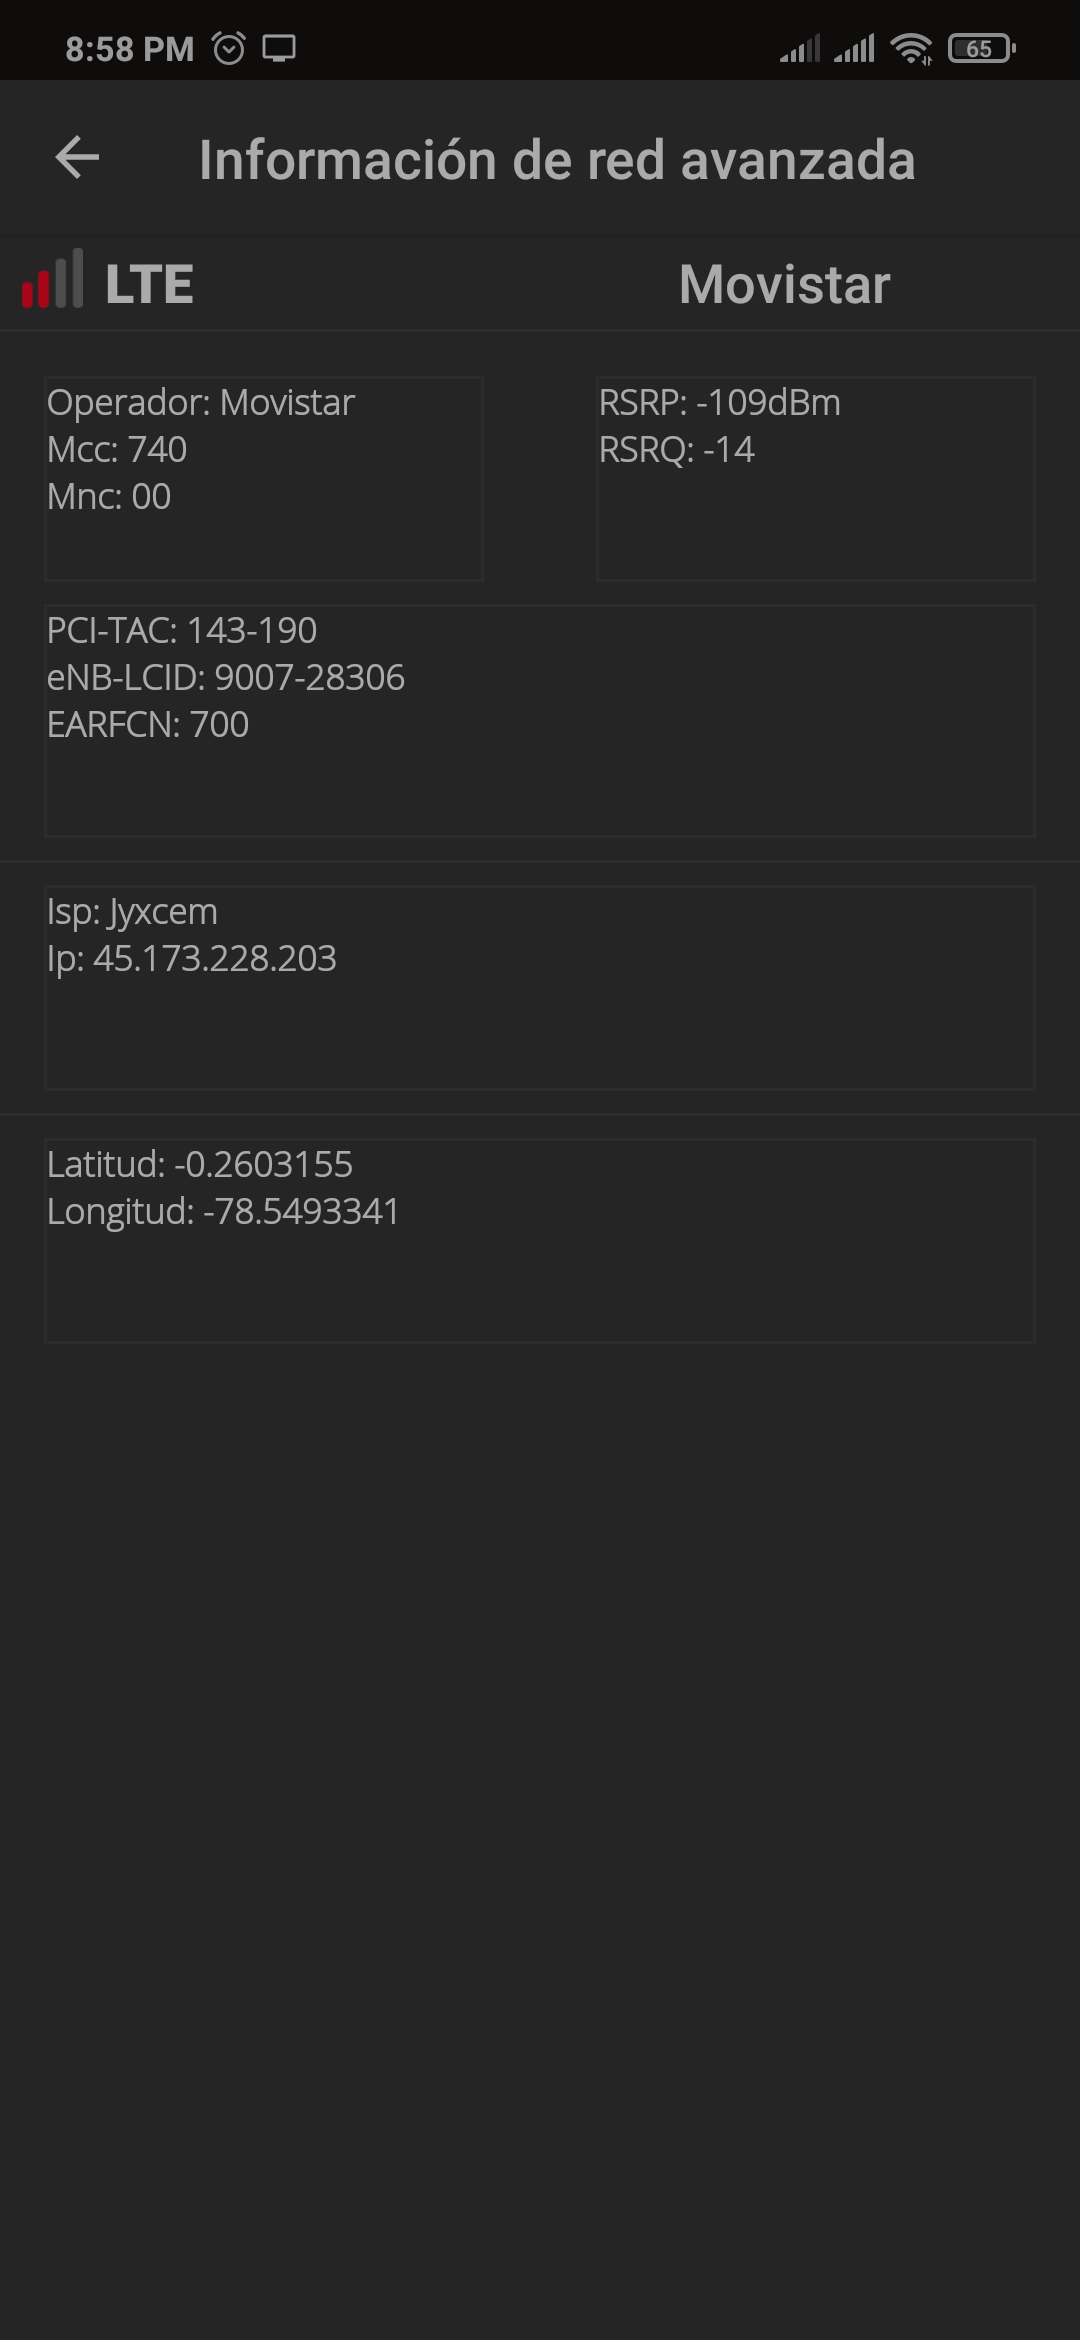 8:58 PM
65
Información de red avanzada
LTE
Movistar
Operador: Movistar
Mcc: 740
Mnc: 00
RSRP: -109dBm
RSRQ: -14
PCI-TAC: 143-190
eNB-LCID: 9007-28306
EARFCN: 700
Isp: Jyxcem
Ip: 45.173.228.203
Latitud: -0.2603155
Longitud: -78.5493341